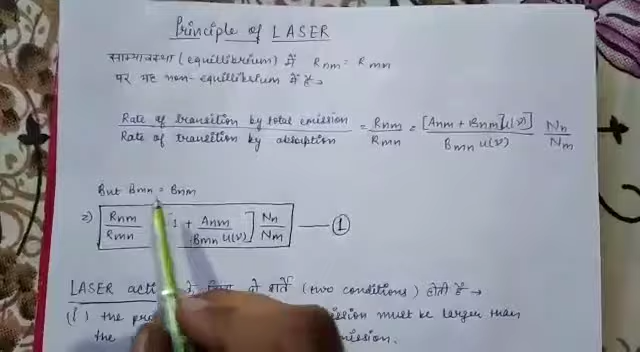 Principle of LASER
साम्यावस्था (equillibrium) में Rnm = Rmn
पर यह non-equilibrium में है →
Rate of transition by total emission / Rate of transition by absorption = Rnm / Rmn = [Anm + Bnm u(ν)] / Bmn u(ν) Nn / Nm
But Bmn = Bnm
⇒) Rnm / Rmn [1 + Anm / Bmn u(ν)] Nn / Nm —— ①
LASER के लिए दो शर्तें (two conditions) होती हैं →
(i) the must be larger than
the